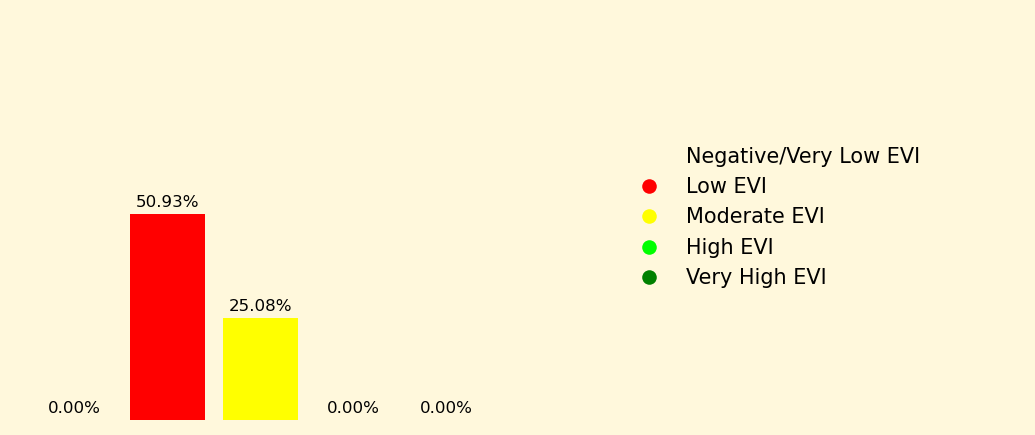 Negative/Very Low EVI
Low EVI
Moderate EVI
High EVI
Very High EVI
50.93%
25.08%
0.00%
0.00%
0.00%